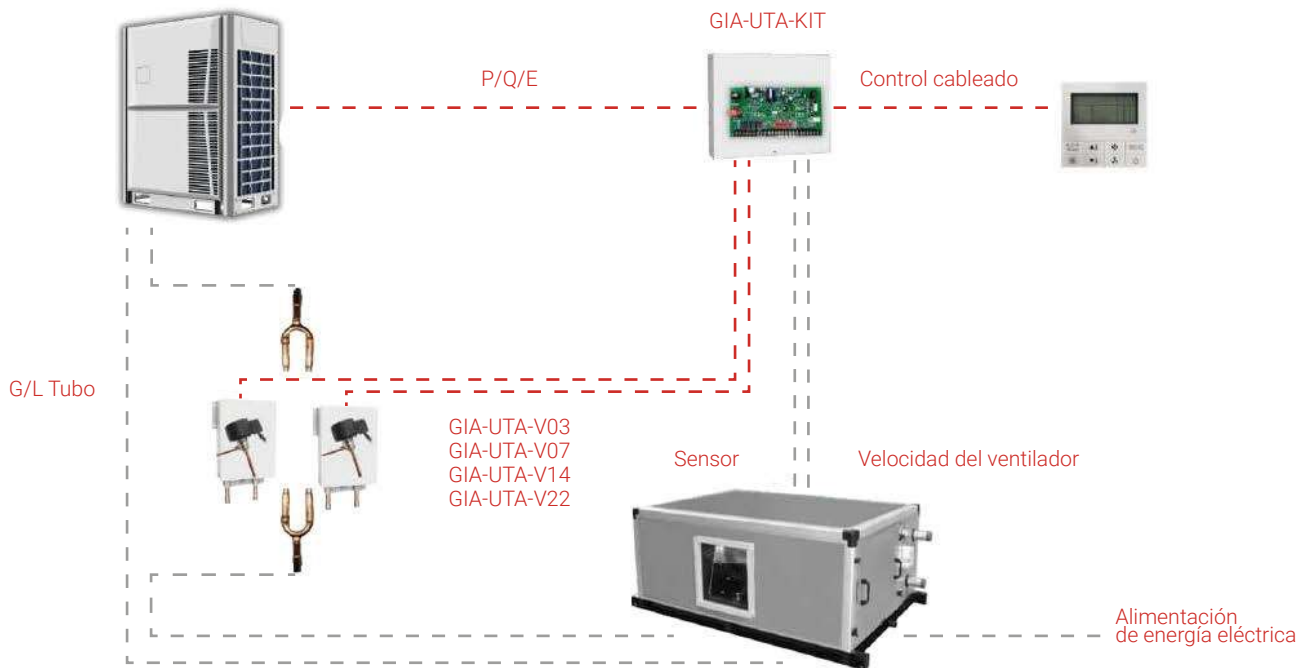 GIA-UTA-KIT
P/Q/E
Control cableado
G/L Tubo
GIA-UTA-V03
GIA-UTA-V07
GIA-UTA-V14
GIA-UTA-V22
Sensor
Velocidad del ventilador
Alimentación
de energía eléctrica